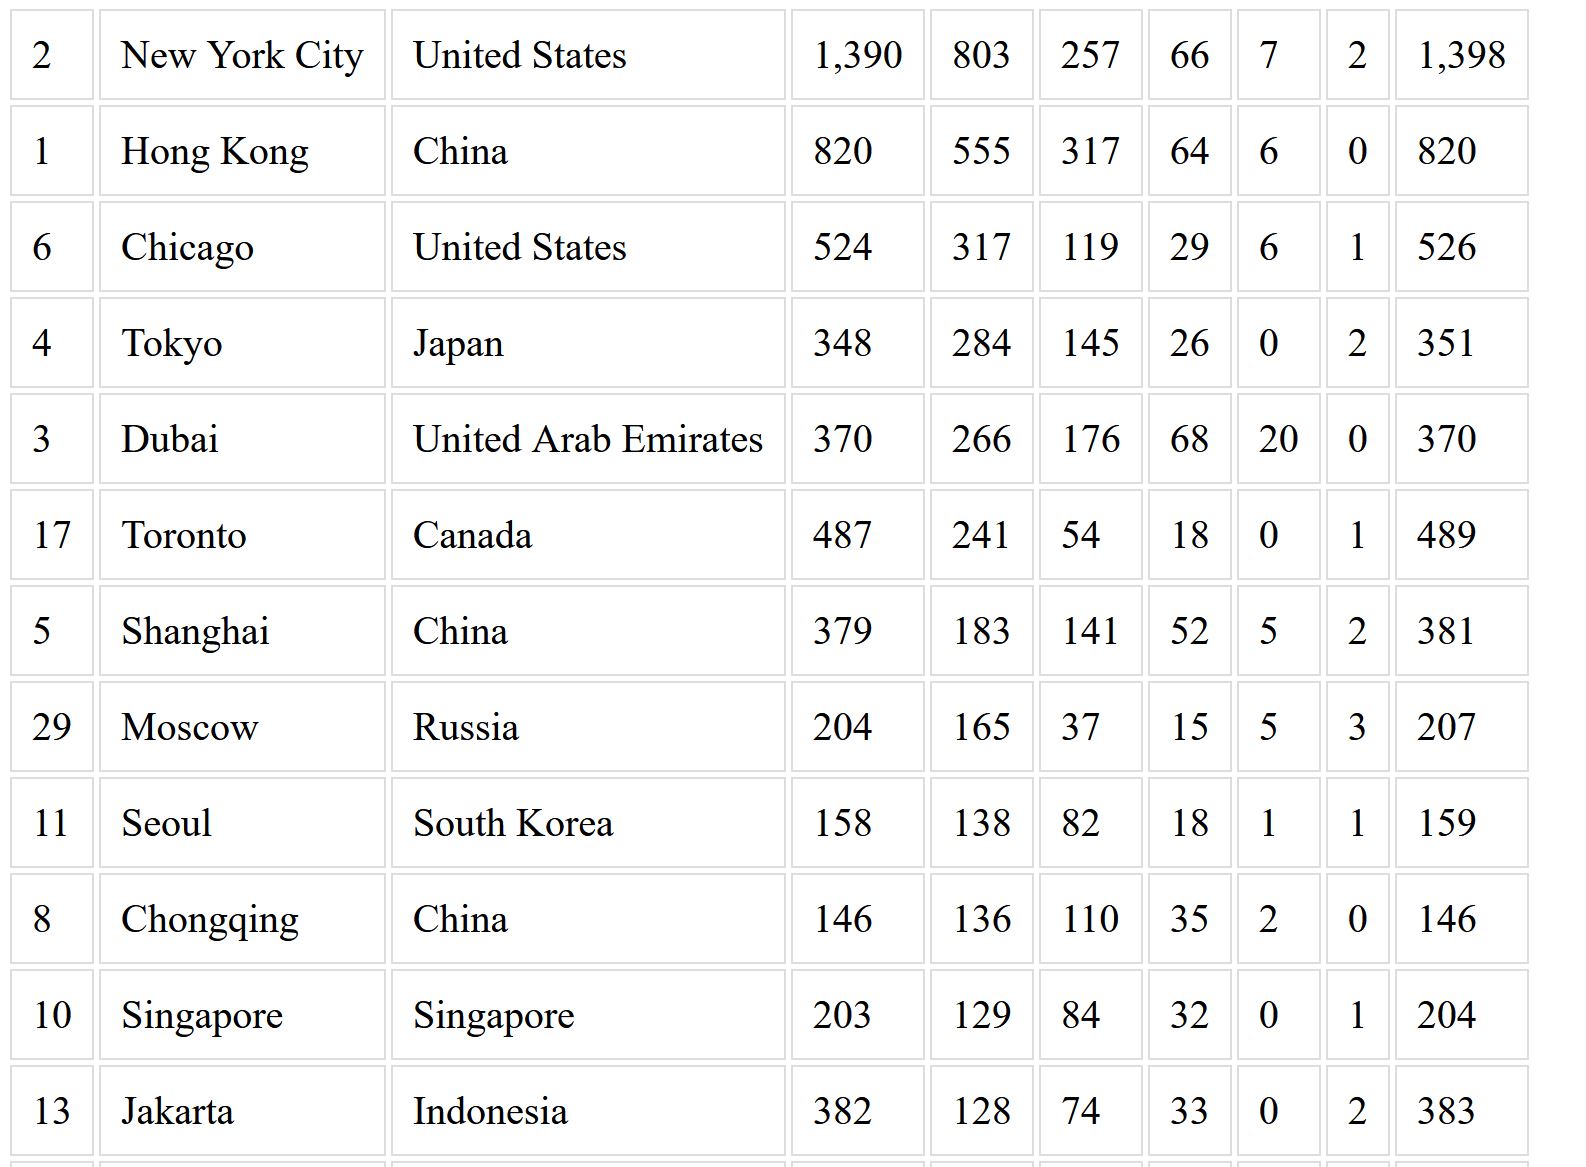 2 New York City United States 1,390 803 257 66 7 2 1,398
1 Hong Kong China 820 555 317 64 6 0 820
6 Chicago United States 524 317 119 29 6 1 526
4 Tokyo Japan 348 284 145 26 0 2 351
3 Dubai United Arab Emirates 370 266 176 68 20 0 370
17 Toronto Canada 487 241 54 18 0 1 489
5 Shanghai China 379 183 141 52 5 2 381
29 Moscow Russia 204 165 37 15 5 3 207
11 Seoul South Korea 158 138 82 18 1 1 159
8 Chongqing China 146 136 110 35 2 0 146
10 Singapore Singapore 203 129 84 32 0 1 204
13 Jakarta Indonesia 382 128 74 33 0 2 383